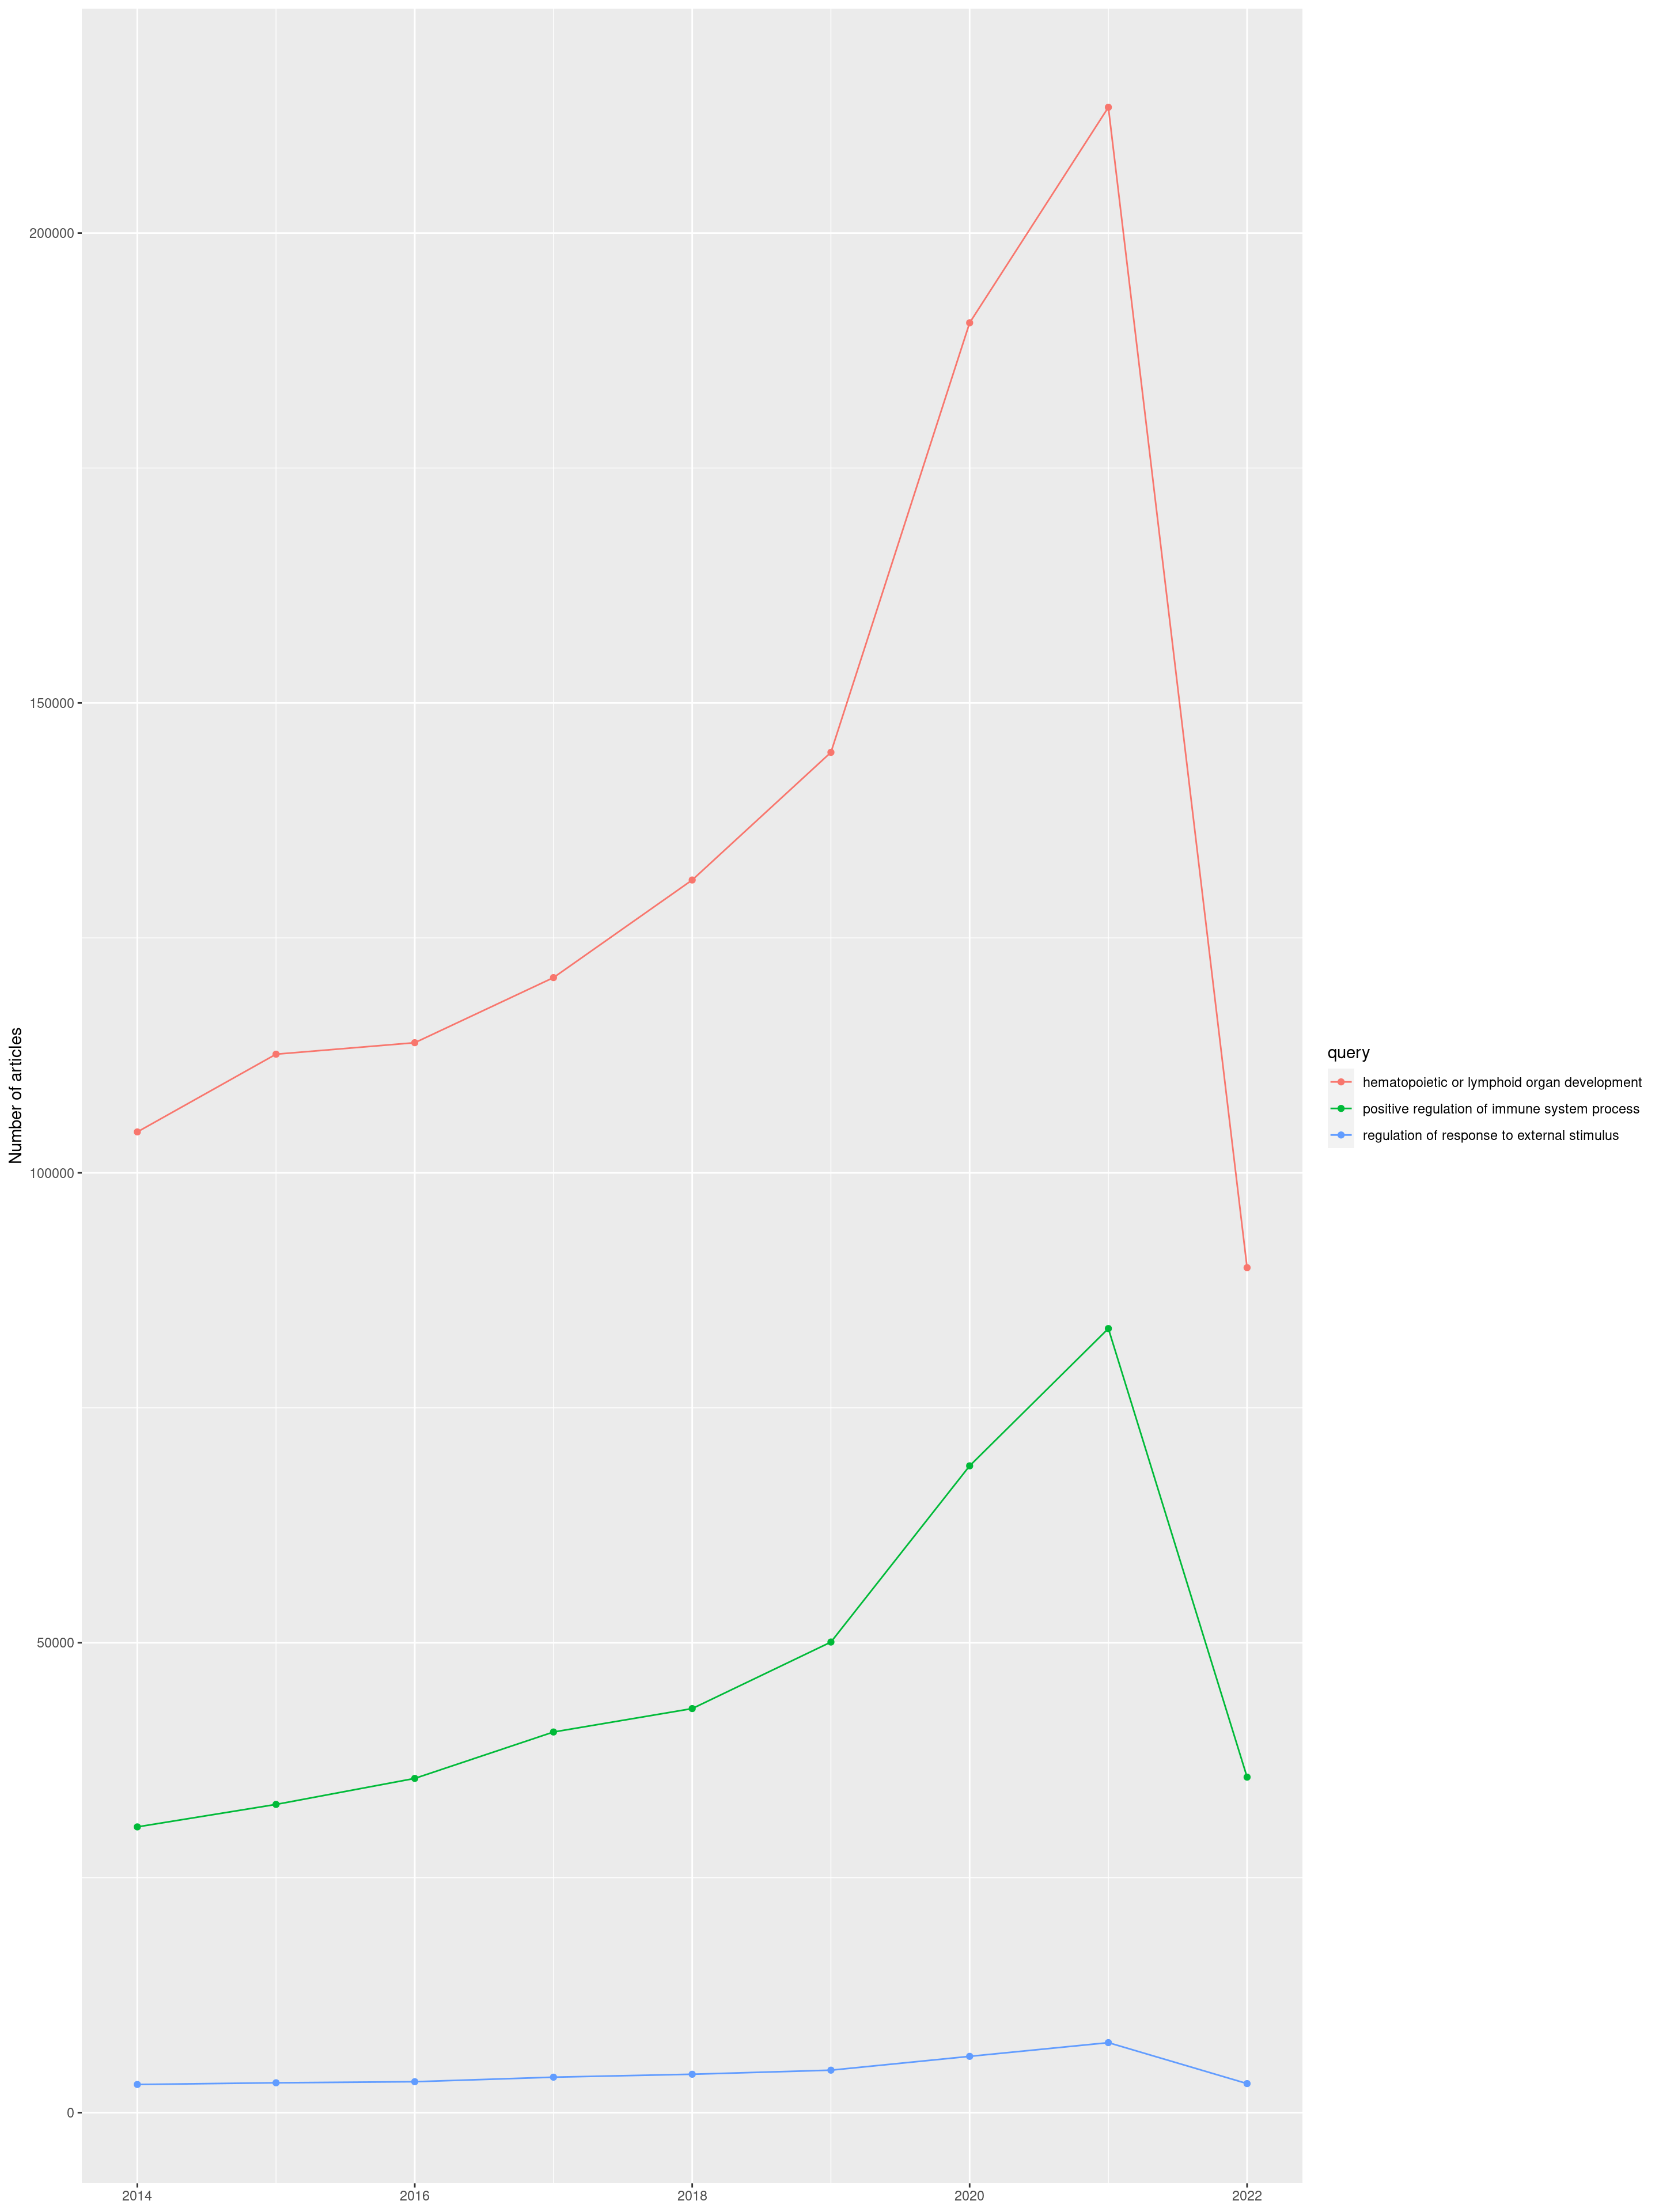 Number of articles
200000
150000
100000
50000
0
2014 2016 2018 2020 2022
query
hematopoietic or lymphoid organ development
positive regulation of immune system process
regulation of response to external stimulus